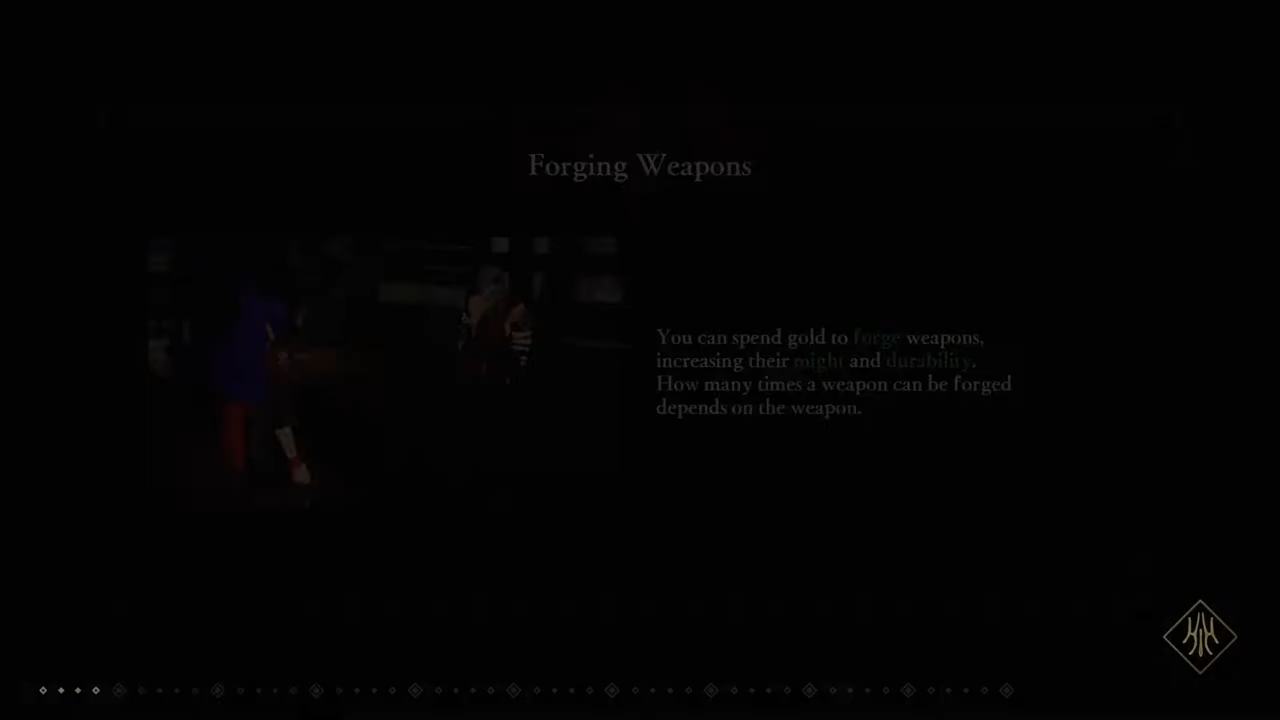 Forging Weapons
You can spend gold to forge weapons,
increasing their might and durability.
How many times a weapon can be forged
depends on the weapon.